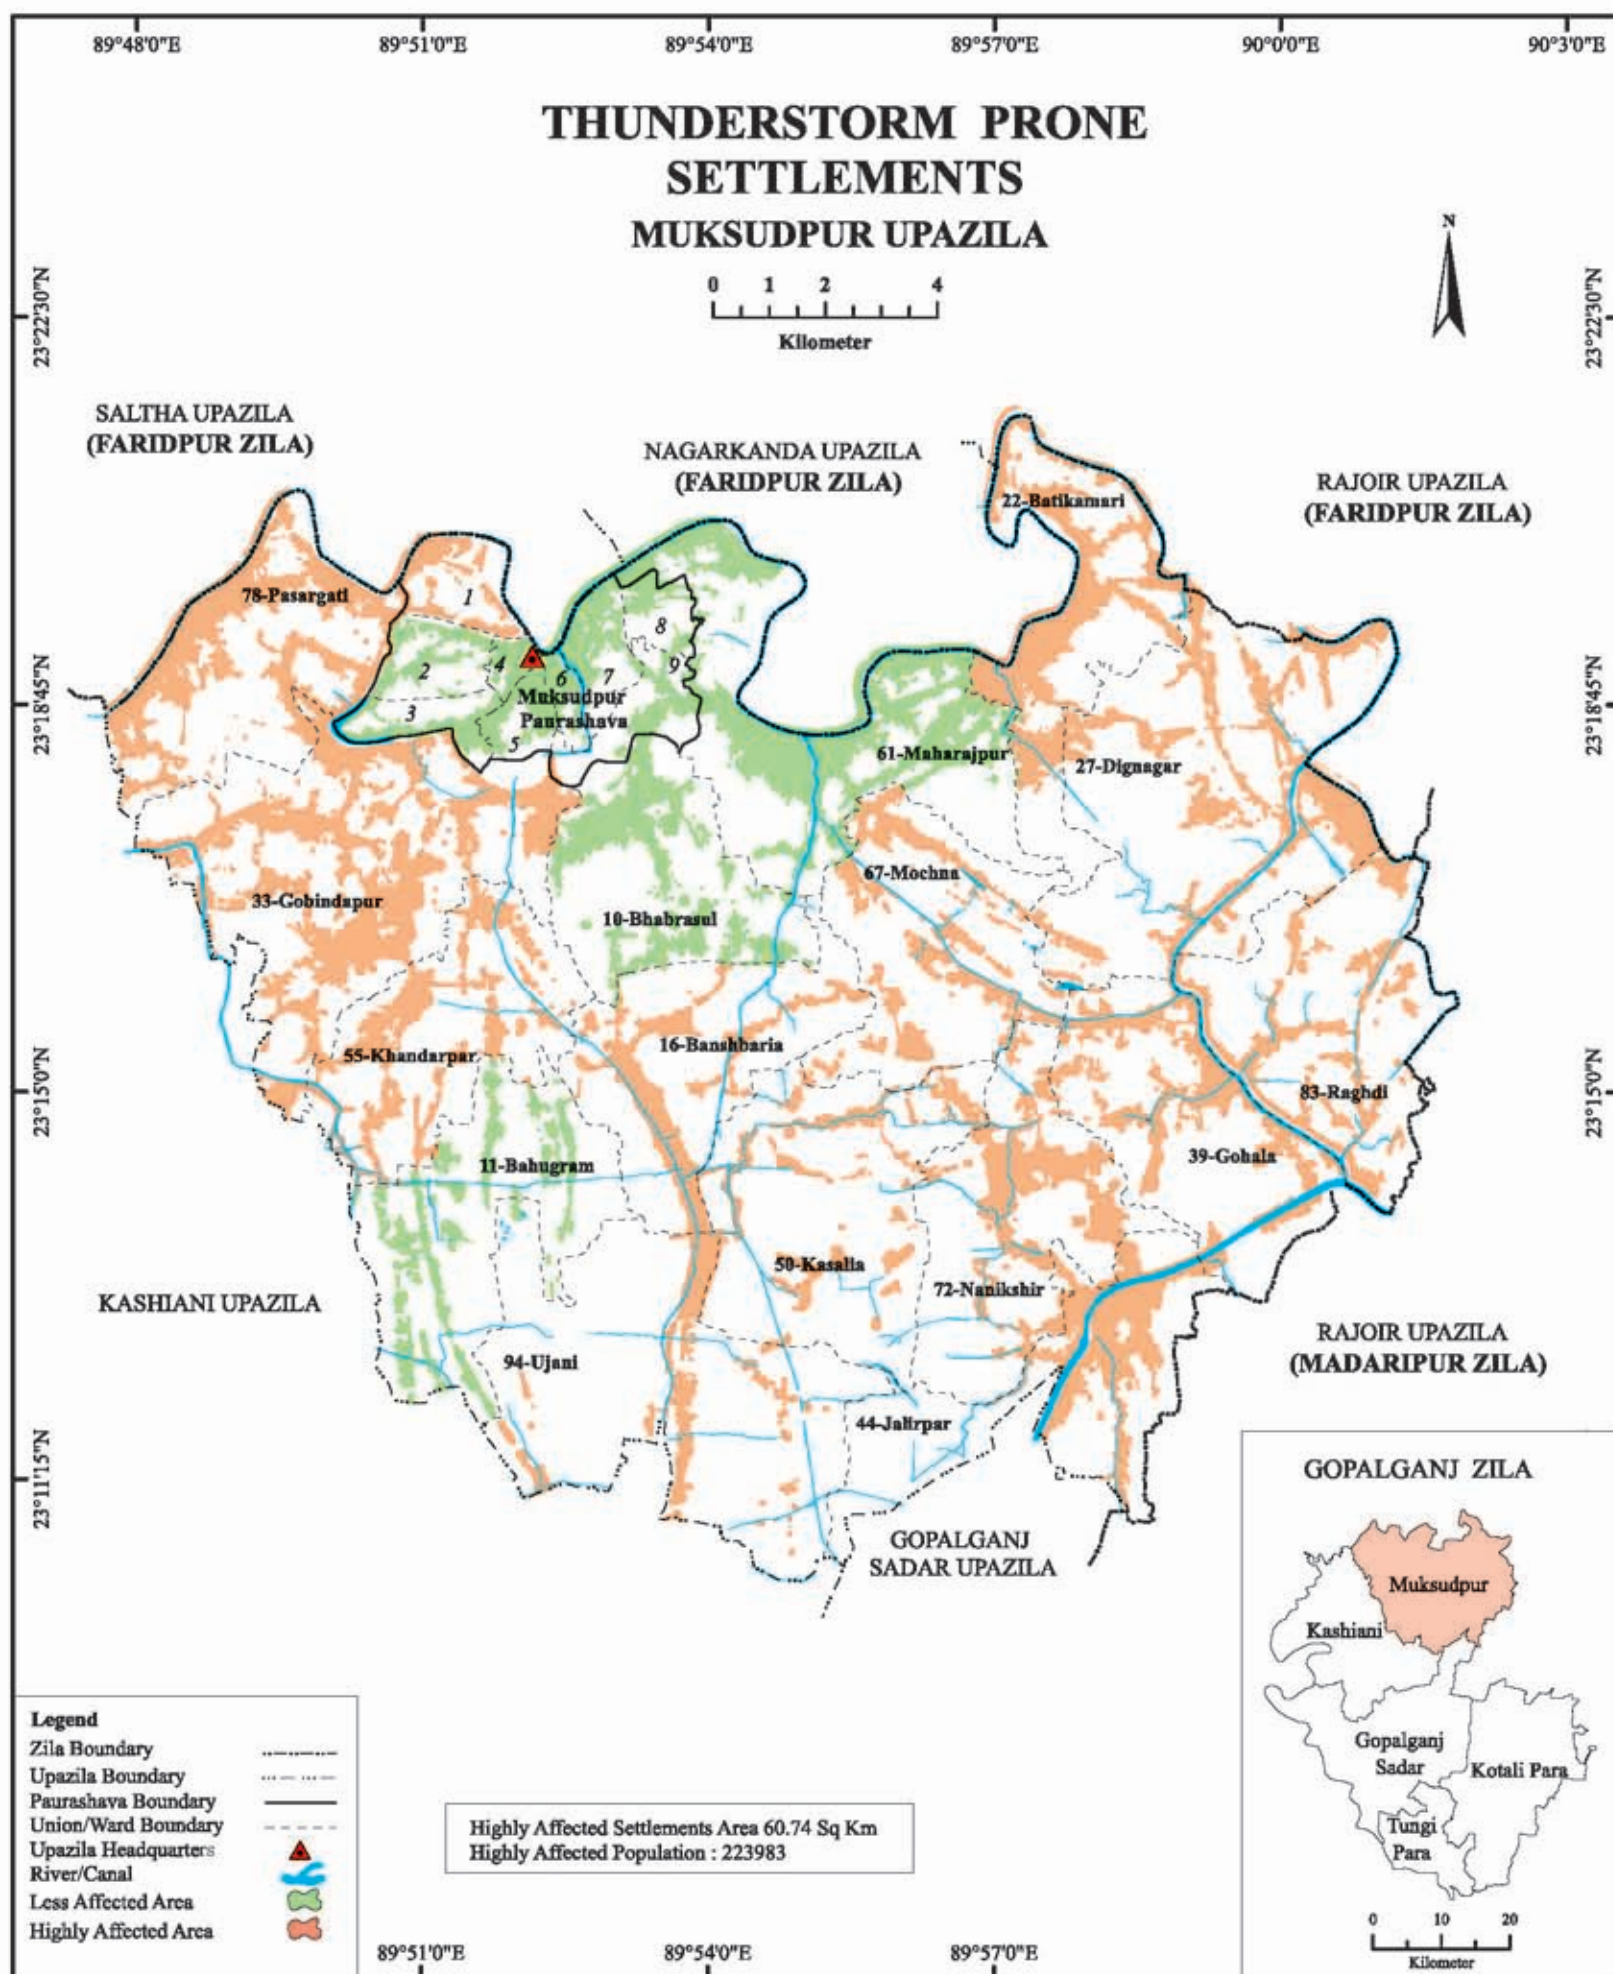 89°48'0"E 89°51'0"E 89°54'0"E 89°57'0"E 90°0'0"E 90°3'0"E
THUNDERSTORM PRONE
SETTLEMENTS
MUKSUDPUR UPAZILA
0 1 2 4
Kilometer
N
23°22'30"N
23°22'30"N
SALTHA UPAZILA
(FARIDPUR ZILA)
NAGARKANDA UPAZILA
(FARIDPUR ZILA)
RAJOIR UPAZILA
(FARIDPUR ZILA)
22-Batikamari
78-Pasargati
1
8
2
4
6
7
9
Muksudpur
Paurashava
3
5
23°18'45"N
23°18'45"N
61-Maharajpur
27-Dignagar
67-Mochna
33-Gobindapur
10-Bhabrasul
16-Banshbaria
55-Khandarpar
23°15'0"N
23°15'0"N
83-Raghdi
11-Bahugram
39-Gohala
50-Kasalia
72-Nanikshir
KASHIANI UPAZILA
RAJOIR UPAZILA
(MADARIPUR ZILA)
94-Ujani
44-Jalirpar
23°11'15"N
GOPALGANJ
SADAR UPAZILA
GOPALGANJ ZILA
Muksudpur
Kashiani
Gopalganj
Sadar
Kotali Para
Tungi
Para
0 10 20
Kilometer
Legend
Zila Boundary
Upazila Boundary
Paurashava Boundary
Union/Ward Boundary
Upazila Headquarters
River/Canal
Less Affected Area
Highly Affected Area
Highly Affected Settlements Area 60.74 Sq Km
Highly Affected Population : 223983
89°51'0"E 89°54'0"E 89°57'0"E